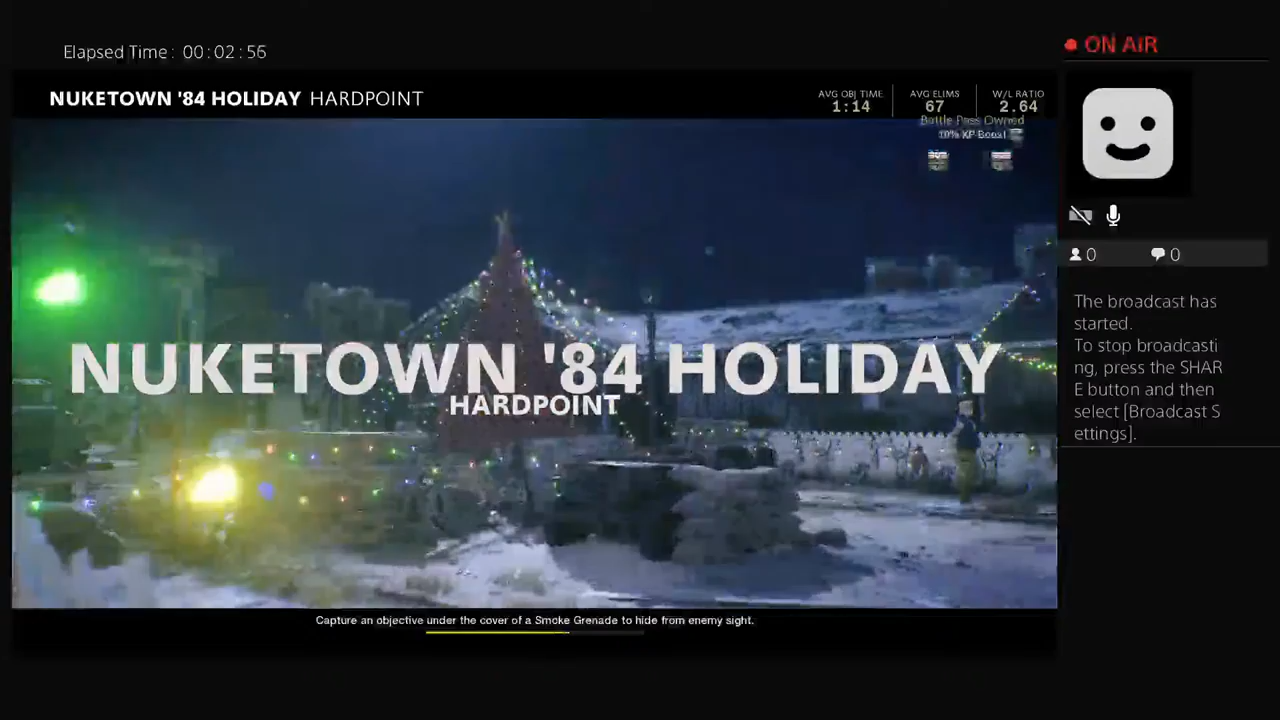 Elapsed Time: 00:02:56
ON AIR
NUKETOWN '84 HOLIDAY HARDPOINT
AVG OBJ TIME
1:14
AVG ELIMS
67
W/L RATIO
2.64
Battle Pass Owned
10% XP Boost
0
0
The broadcast has
started.
To stop broadcasti
ng, press the SHAR
E button and then
select [Broadcast S
ettings].
NUKETOWN '84 HOLIDAY
HARDPOINT
Capture an objective under the cover of a Smoke Grenade to hide from enemy sight.